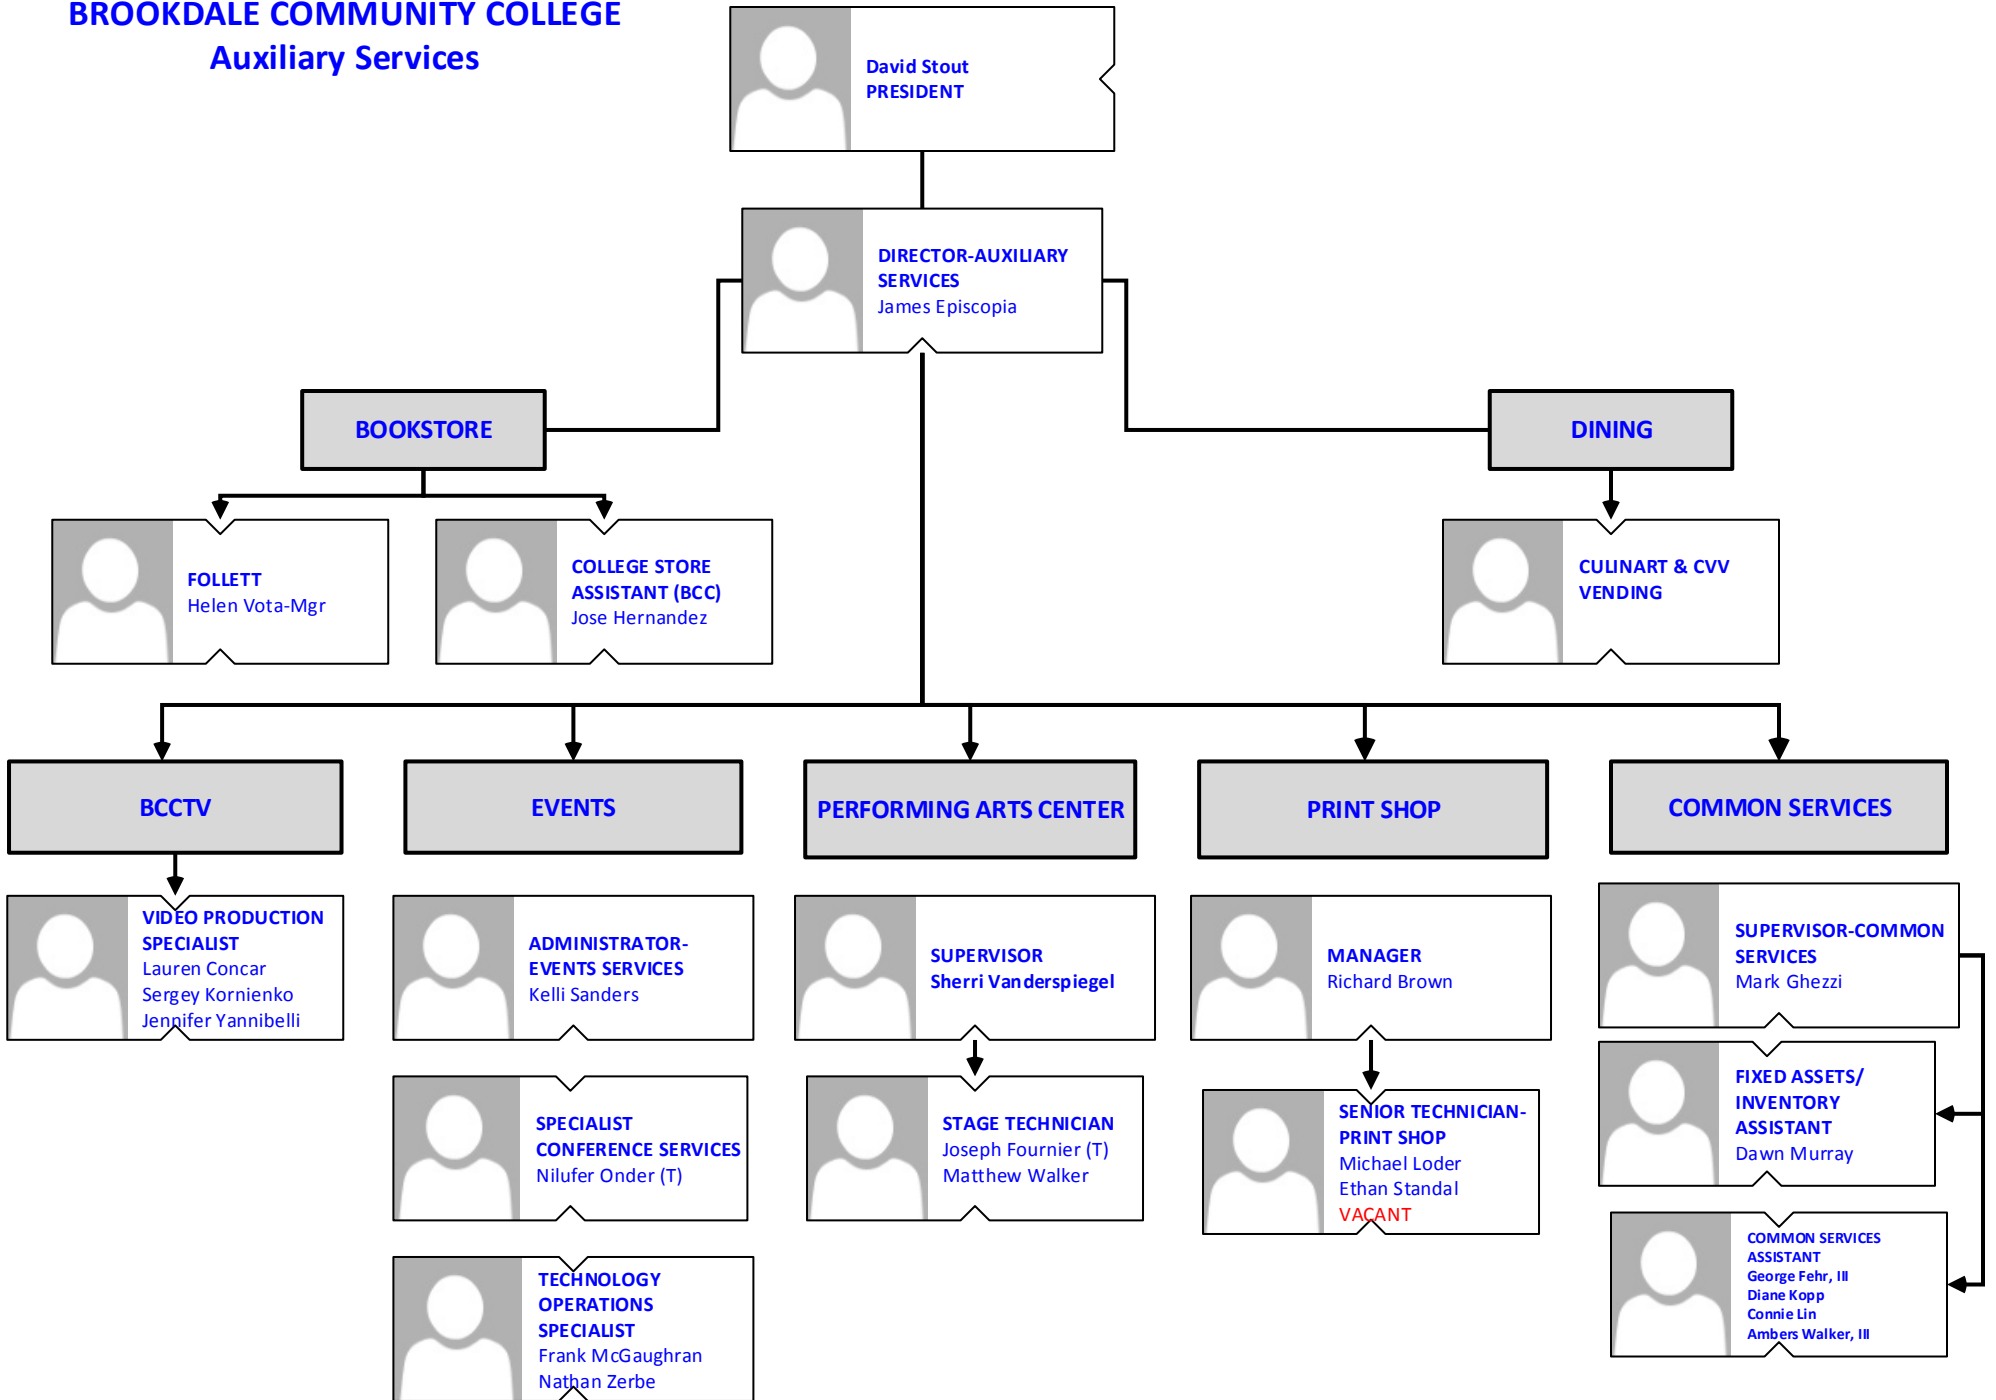 BROOKDALE COMMUNITY COLLEGE
Auxiliary Services
David Stout
PRESIDENT
DIRECTOR-AUXILIARY
SERVICES
James Episcopia
BOOKSTORE
DINING
FOLLETT
Helen Vota-Mgr
COLLEGE STORE
ASSISTANT (BCC)
Jose Hernandez
CULINART & CVV
VENDING
BCCTV
EVENTS
PERFORMING ARTS CENTER
PRINT SHOP
COMMON SERVICES
VIDEO PRODUCTION
SPECIALIST
Lauren Concar
Sergey Kornienko
Jennifer Yannibelli
ADMINISTRATOR-
EVENTS SERVICES
Kelli Sanders
SUPERVISOR
Sherri Vanderspiegel
MANAGER
Richard Brown
SUPERVISOR-COMMON
SERVICES
Mark Ghezzi
SPECIALIST
CONFERENCE SERVICES
Nilufer Onder (T)
STAGE TECHNICIAN
Joseph Fournier (T)
Matthew Walker
SENIOR TECHNICIAN-
PRINT SHOP
Michael Loder
Ethan Standal
VACANT
FIXED ASSETS/
INVENTORY
ASSISTANT
Dawn Murray
TECHNOLOGY
OPERATIONS
SPECIALIST
Frank McGaughran
Nathan Zerbe
COMMON SERVICES
ASSISTANT
George Fehr, III
Diane Kopp
Connie Lin
Ambers Walker, III